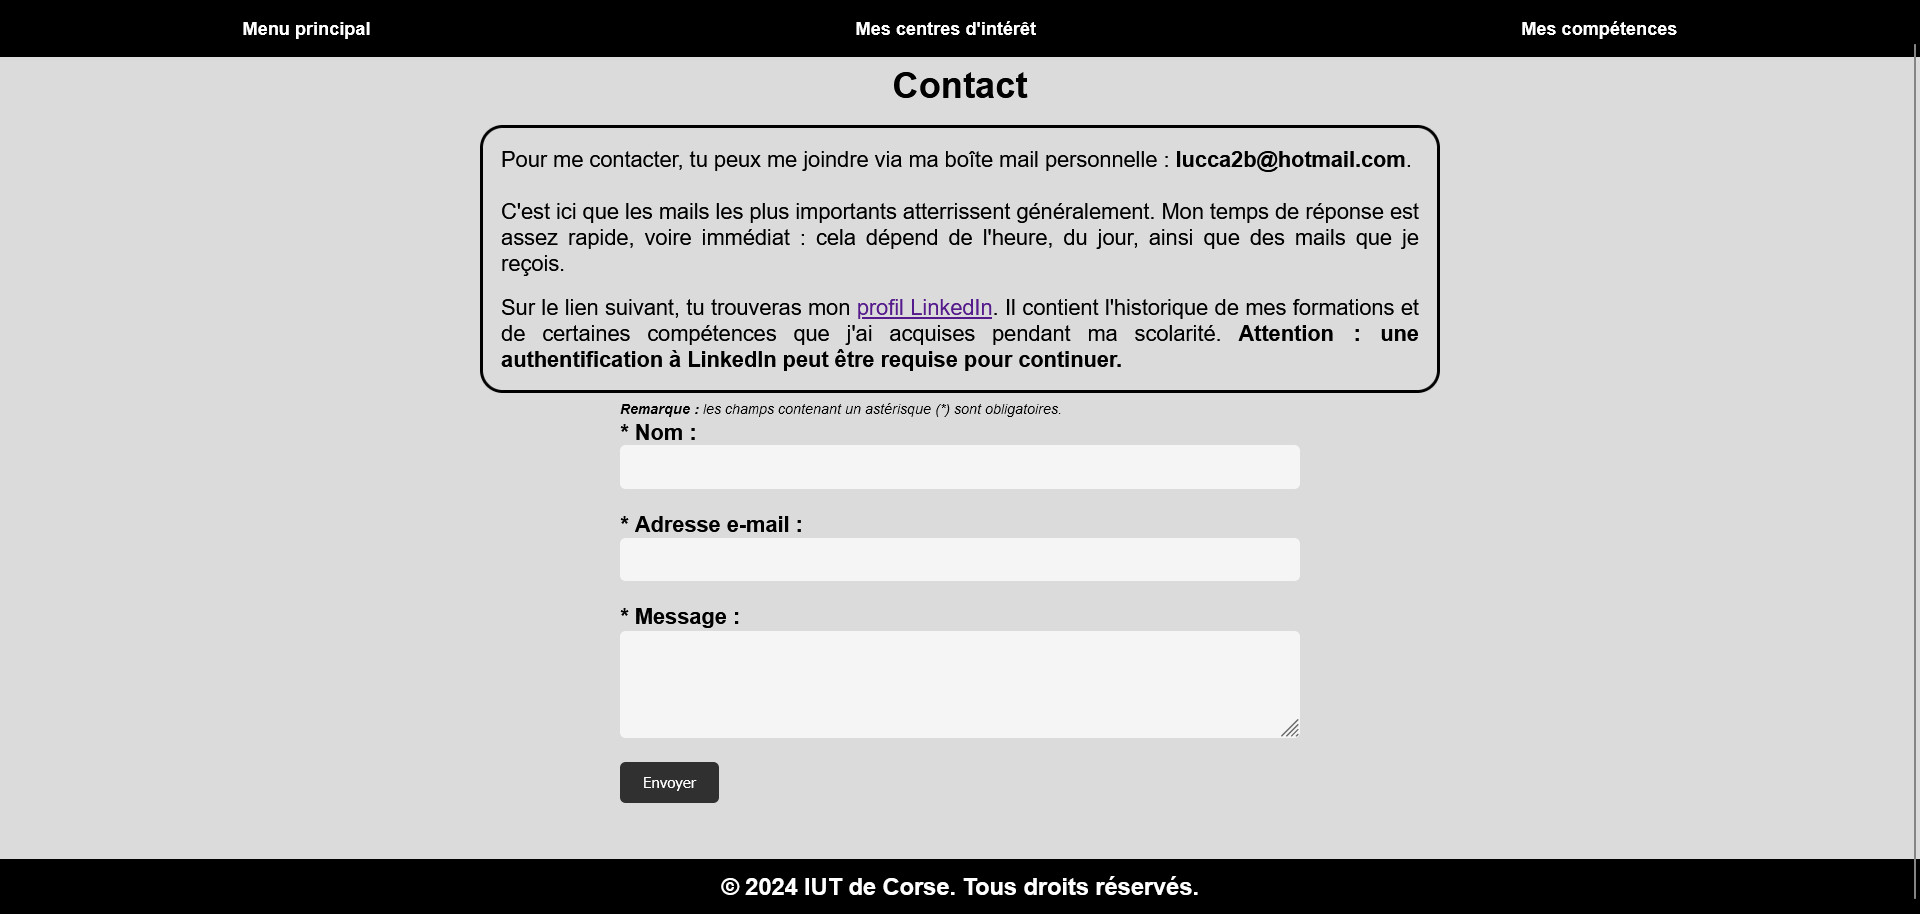 Menu principal
Mes centres d'intérêt
Mes compétences
Contact
Pour me contacter, tu peux me joindre via ma boîte mail personnelle : lucca2b@hotmail.com.
C'est ici que les mails les plus importants atterrissent généralement. Mon temps de réponse est
assez rapide, voire immédiat : cela dépend de l'heure, du jour, ainsi que des mails que je
reçois.
Sur le lien suivant, tu trouveras mon profil LinkedIn. Il contient l'historique de mes formations et
de certaines compétences que j'ai acquises pendant ma scolarité. Attention : une
authentification à LinkedIn peut être requise pour continuer.
Remarque : les champs contenant un astérisque (*) sont obligatoires.
* Nom :
* Adresse e-mail :
* Message :
Envoyer
© 2024 IUT de Corse. Tous droits réservés.